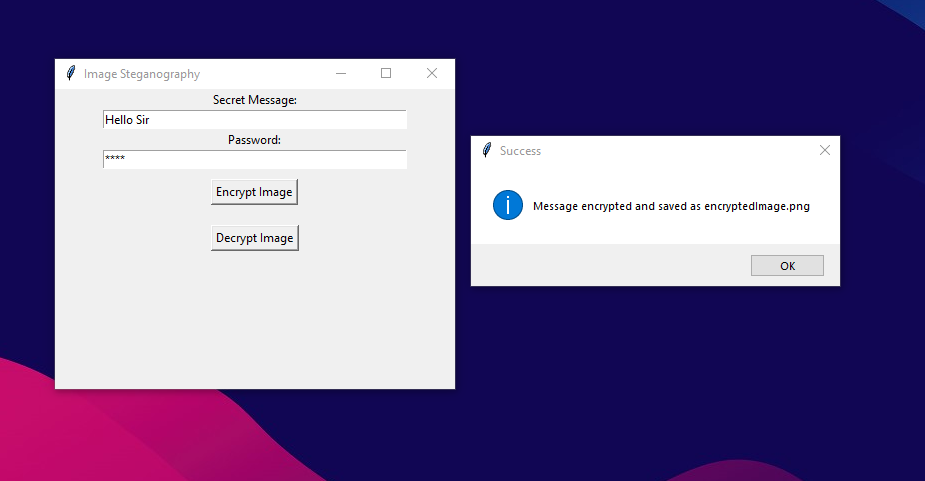 Image Steganography
Secret Message:
Hello Sir
Password:
****
Encrypt Image
Decrypt Image
Success
Message encrypted and saved as encryptedImage.png
OK